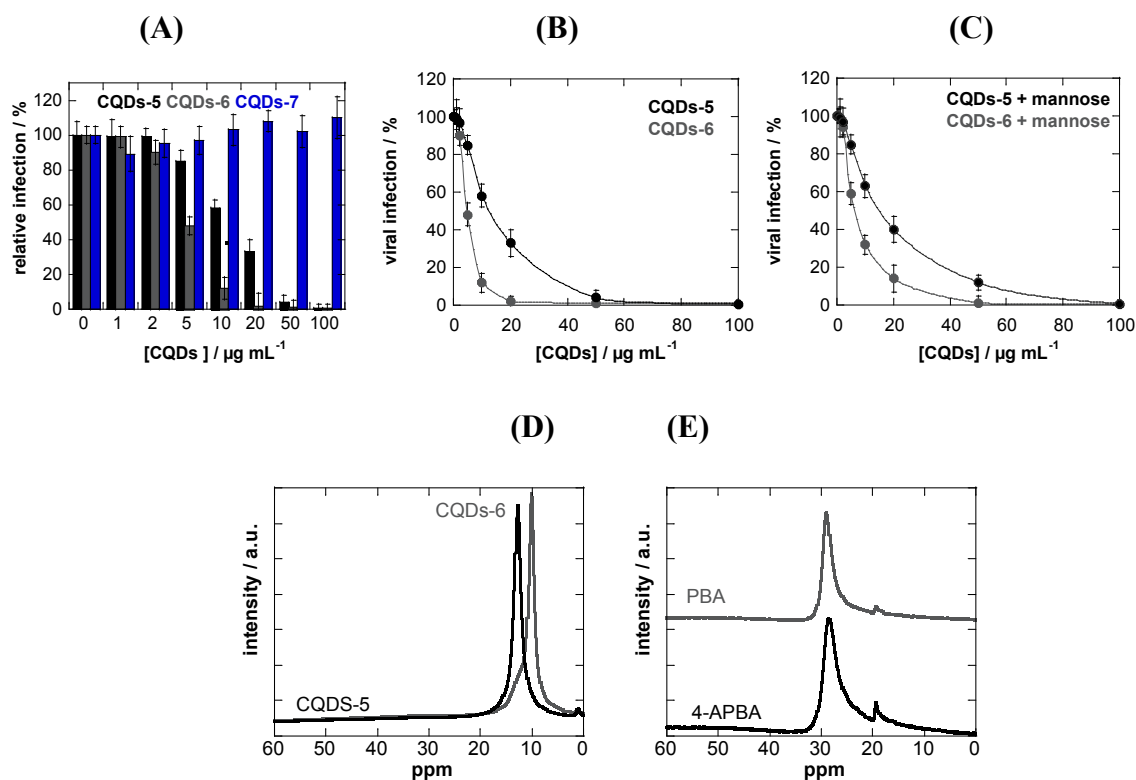 (A)
(B)
(C)
120
100
80
60
40
20
0
relative infection / %
CQDs-5 CQDs-6 CQDs-7
0 1 2 5 10 20 50 100
[CQDs ] / µg mL⁻¹
120
100
80
60
40
20
0
viral infection / %
CQDs-5
CQDs-6
0 20 40 60 80 100
[CQDs] / µg mL⁻¹
120
100
80
60
40
20
0
viral infection / %
CQDs-5 + mannose
CQDs-6 + mannose
0 20 40 60 80 100
[CQDs] / µg mL⁻¹
(D)
(E)
intensity / a.u.
CQDs-6
CQDS-5
60 50 40 30 20 10 0
ppm
intensity / a.u.
PBA
4-APBA
60 50 40 30 20 10 0
ppm